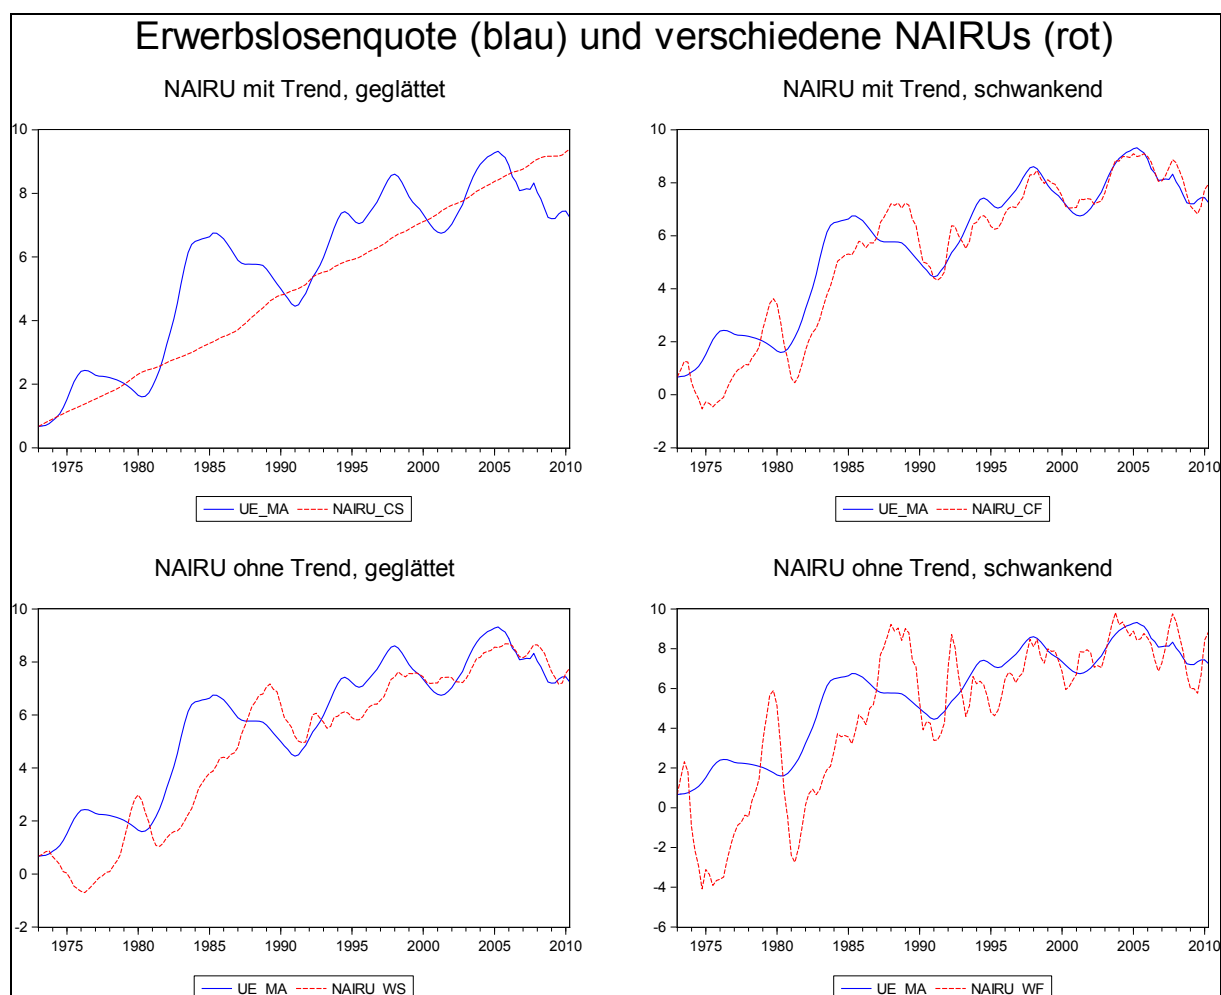 Erwerbslosenquote (blau) und verschiedene NAIRUs (rot)
NAIRU mit Trend, geglättet
10
8
6
4
2
0
1975 1980 1985 1990 1995 2000 2005 2010
UE_MA NAIRU_CS
NAIRU mit Trend, schwankend
10
8
6
4
2
0
-2
1975 1980 1985 1990 1995 2000 2005 2010
UE_MA NAIRU_CF
NAIRU ohne Trend, geglättet
10
8
6
4
2
0
-2
1975 1980 1985 1990 1995 2000 2005 2010
UE_MA NAIRU_WS
NAIRU ohne Trend, schwankend
10
8
6
4
2
0
-2
-4
-6
1975 1980 1985 1990 1995 2000 2005 2010
UE_MA NAIRU_WF